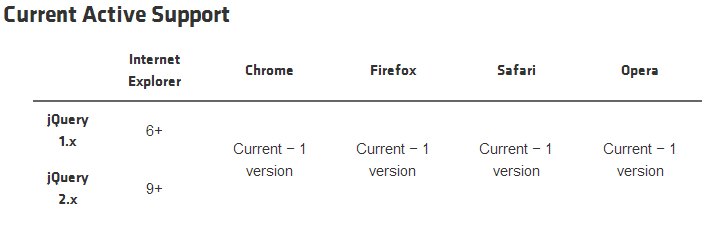 Current Active Support
Internet Explorer
Chrome
Firefox
Safari
Opera
jQuery 1.x
6+
Current − 1 version
Current − 1 version
Current − 1 version
Current − 1 version
jQuery 2.x
9+